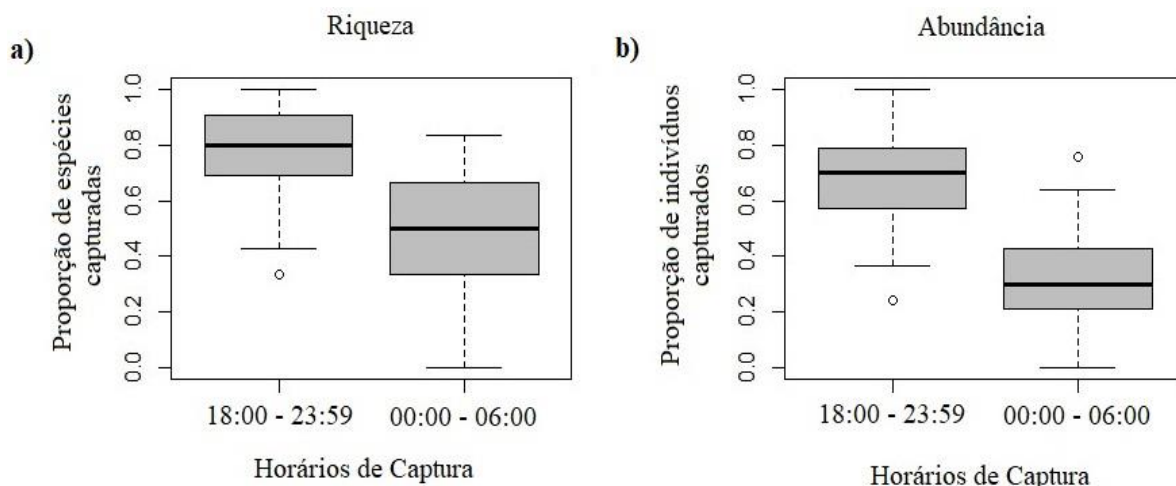 a)
Riqueza
Proporção de espécies
capturadas
1.0
0.8
0.6
0.4
0.2
0.0
18:00 - 23:59
00:00 - 06:00
Horários de Captura
b)
Abundância
Proporção de indivíduos
capturados
1.0
0.8
0.6
0.4
0.2
0.0
18:00 - 23:59
00:00 - 06:00
Horários de Captura